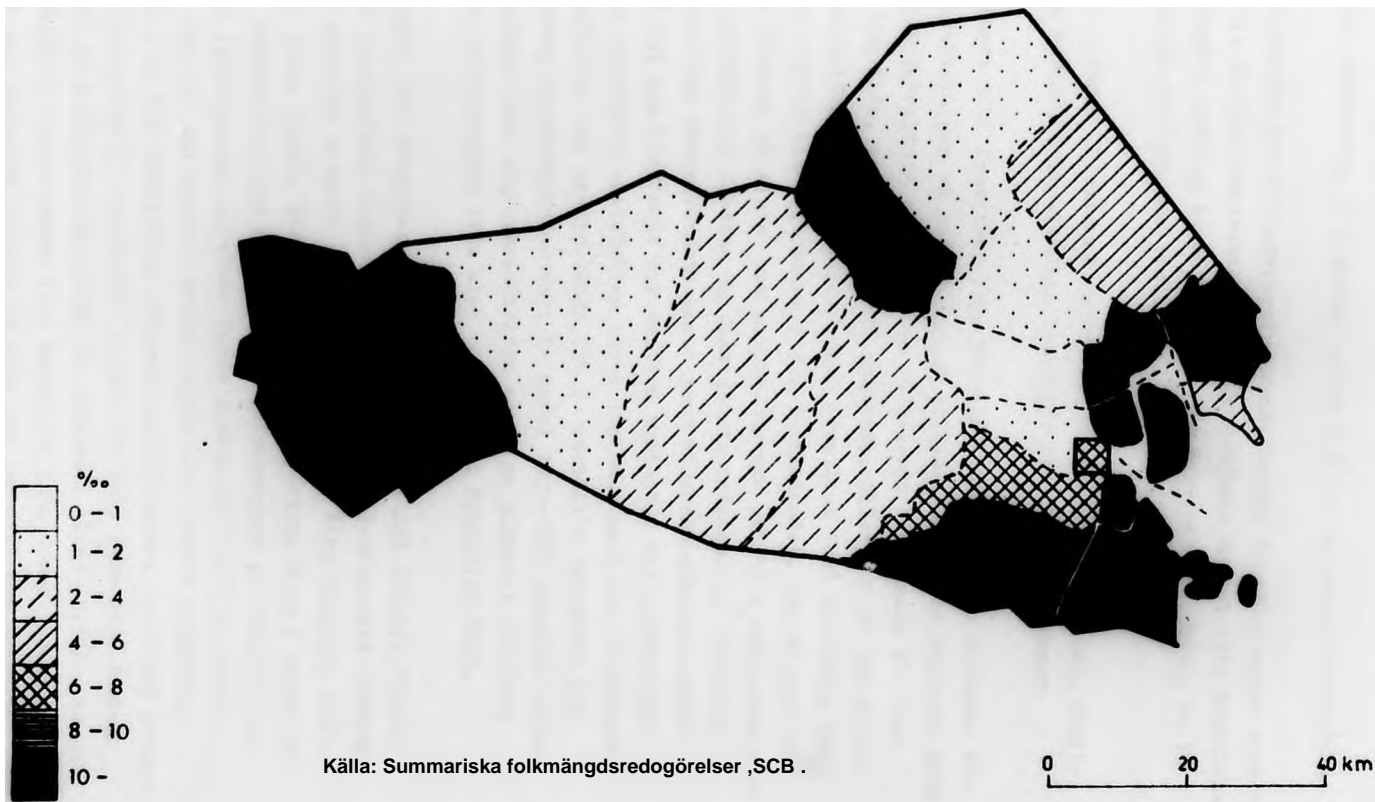 ‰
0 – 1
1 – 2
2 – 4
4 – 6
6 – 8
8 – 10
10 –
Källa: Summariska folkmängdsredogörelser ,SCB .
0 20 40 km